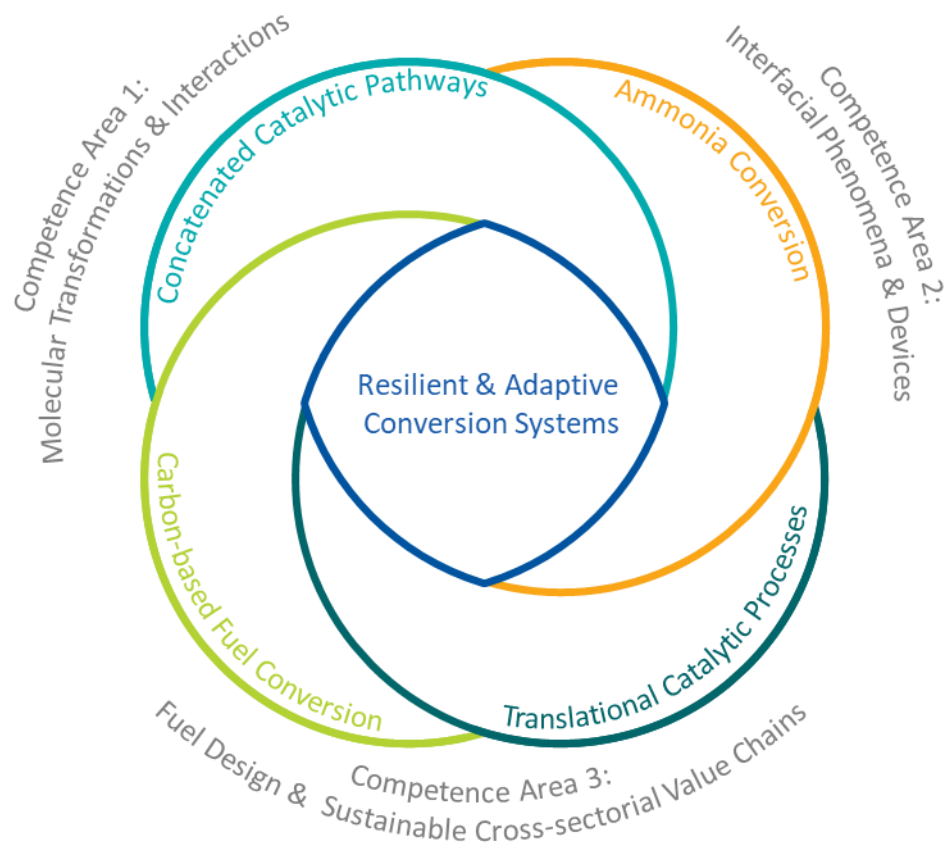 Competence Area 1:
Molecular Transformations & Interactions
Concatenated Catalytic Pathways
Ammonia Conversion
Competence Area 2:
Interfacial Phenomena & Devices
Resilient & Adaptive
Conversion Systems
Carbon-based Fuel Conversion
Translational Catalytic Processes
Competence Area 3:
Fuel Design & Sustainable Cross-sectorial Value Chains